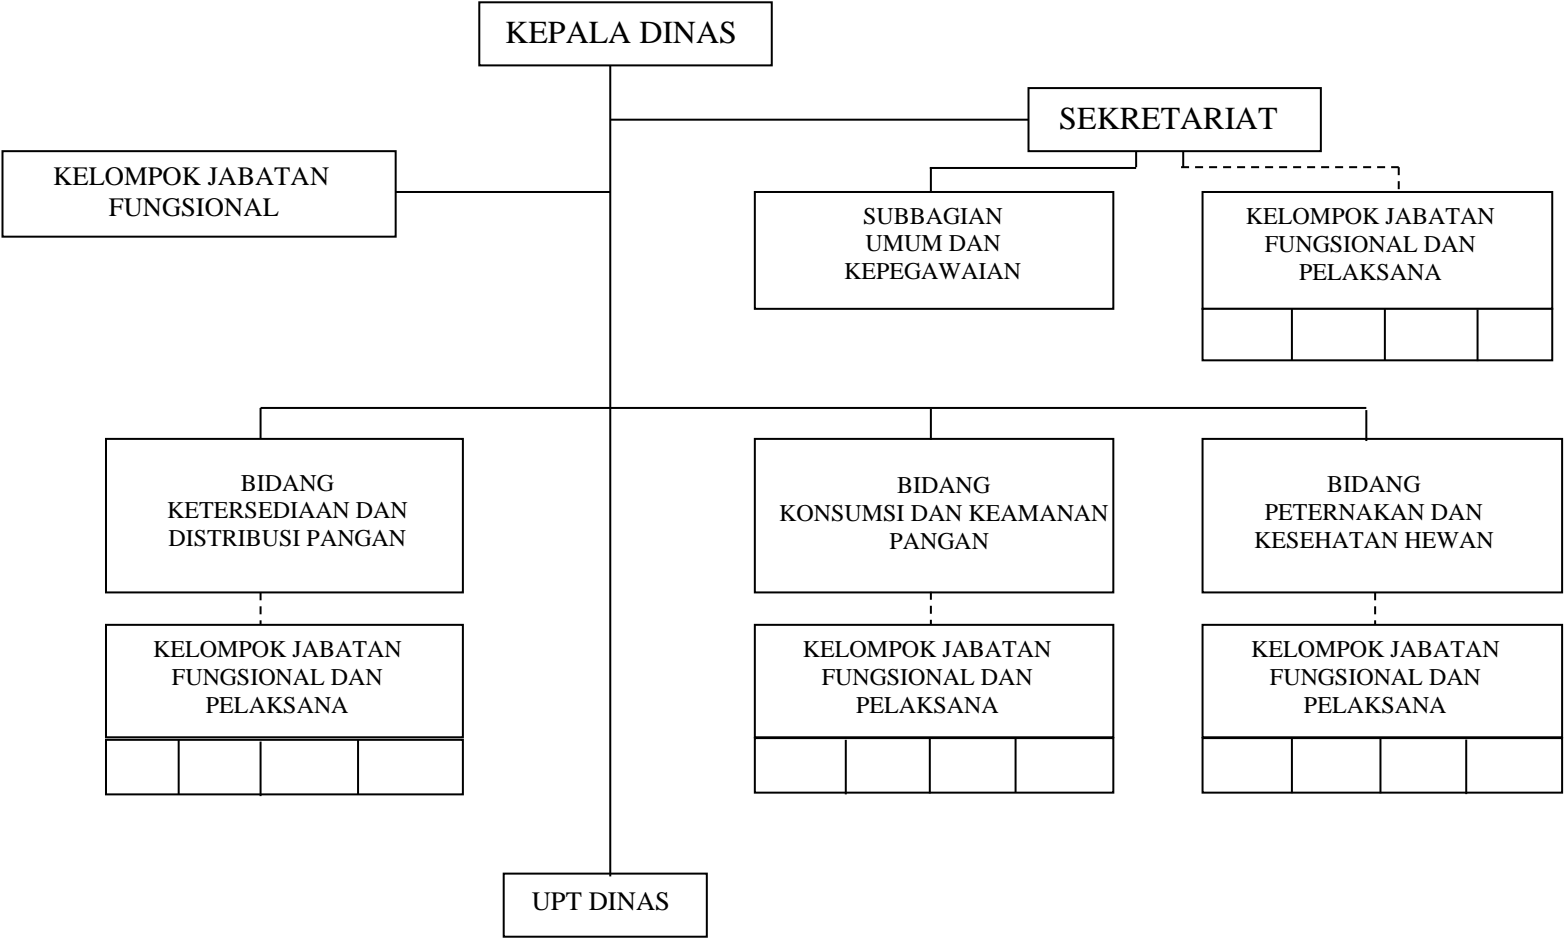 KEPALA DINAS
SEKRETARIAT
KELOMPOK JABATAN
FUNGSIONAL
SUBBAGIAN
UMUM DAN
KEPEGAWAIAN
KELOMPOK JABATAN
FUNGSIONAL DAN
PELAKSANA
BIDANG
KETERSEDIAAN DAN
DISTRIBUSI PANGAN
BIDANG
KONSUMSI DAN KEAMANAN
PANGAN
BIDANG
PETERNAKAN DAN
KESEHATAN HEWAN
KELOMPOK JABATAN
FUNGSIONAL DAN
PELAKSANA
KELOMPOK JABATAN
FUNGSIONAL DAN
PELAKSANA
KELOMPOK JABATAN
FUNGSIONAL DAN
PELAKSANA
UPT DINAS